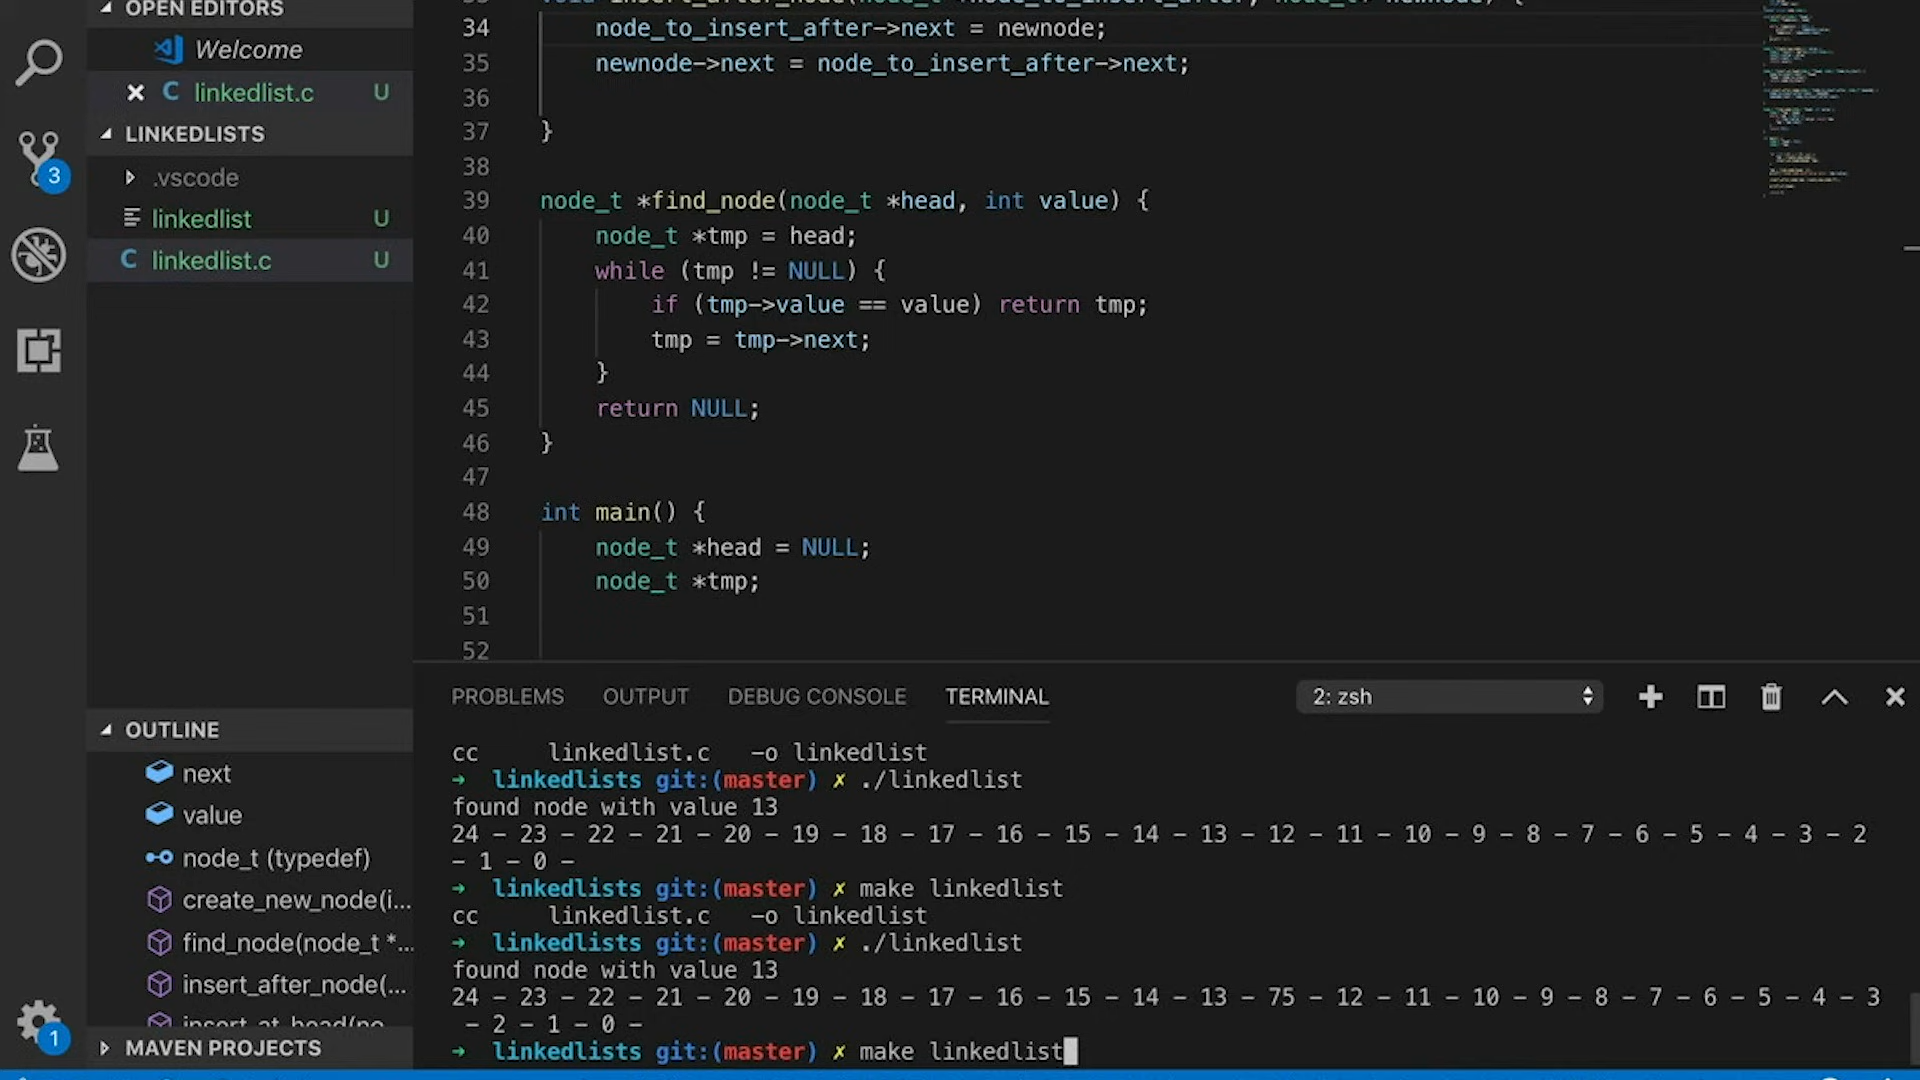 OPEN EDITORS
Welcome
linkedlist.c U
LINKEDLISTS
.vscode
linkedlist U
linkedlist.c U
3
OUTLINE
next
value
node_t (typedef)
create_new_node(i...
find_node(node_t *...
insert_after_node(...
insert_at_head(no...
MAVEN PROJECTS
1
34 node_to_insert_after->next = newnode;
35 newnode->next = node_to_insert_after->next;
36
37 }
38
39 node_t *find_node(node_t *head, int value) {
40 node_t *tmp = head;
41 while (tmp != NULL) {
42 if (tmp->value == value) return tmp;
43 tmp = tmp->next;
44 }
45 return NULL;
46 }
47
48 int main() {
49 node_t *head = NULL;
50 node_t *tmp;
51
52
PROBLEMS OUTPUT DEBUG CONSOLE TERMINAL 2: zsh
cc linkedlist.c -o linkedlist
➜ linkedlists git:(master) ✗ ./linkedlist
found node with value 13
24 - 23 - 22 - 21 - 20 - 19 - 18 - 17 - 16 - 15 - 14 - 13 - 12 - 11 - 10 - 9 - 8 - 7 - 6 - 5 - 4 - 3 - 2
- 1 - 0 -
➜ linkedlists git:(master) ✗ make linkedlist
cc linkedlist.c -o linkedlist
➜ linkedlists git:(master) ✗ ./linkedlist
found node with value 13
24 - 23 - 22 - 21 - 20 - 19 - 18 - 17 - 16 - 15 - 14 - 13 - 75 - 12 - 11 - 10 - 9 - 8 - 7 - 6 - 5 - 4 - 3
- 2 - 1 - 0 -
➜ linkedlists git:(master) ✗ make linkedlist